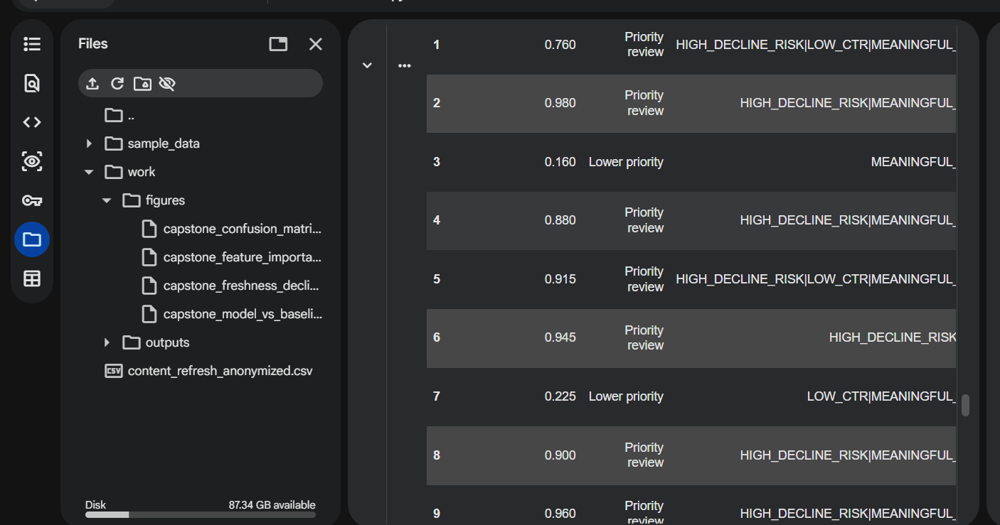 Files
..
sample_data
work
figures
capstone_confusion_matri...
capstone_feature_importa...
capstone_freshness_decli...
capstone_model_vs_baseli...
outputs
CSV content_refresh_anonymized.csv
Disk 87.34 GB available
1 0.760 Priority review HIGH_DECLINE_RISK|LOW_CTR|MEANINGFUL_
2 0.980 Priority review HIGH_DECLINE_RISK|MEANINGFUL_
3 0.160 Lower priority MEANINGFUL_
4 0.880 Priority review HIGH_DECLINE_RISK|MEANINGFUL_
5 0.915 Priority review HIGH_DECLINE_RISK|LOW_CTR|MEANINGFUL_
6 0.945 Priority review HIGH_DECLINE_RISK
7 0.225 Lower priority LOW_CTR|MEANINGFUL_
8 0.900 Priority review HIGH_DECLINE_RISK|MEANINGFUL_
9 0.960 Priority review HIGH_DECLINE_RISK|MEANINGFUL_